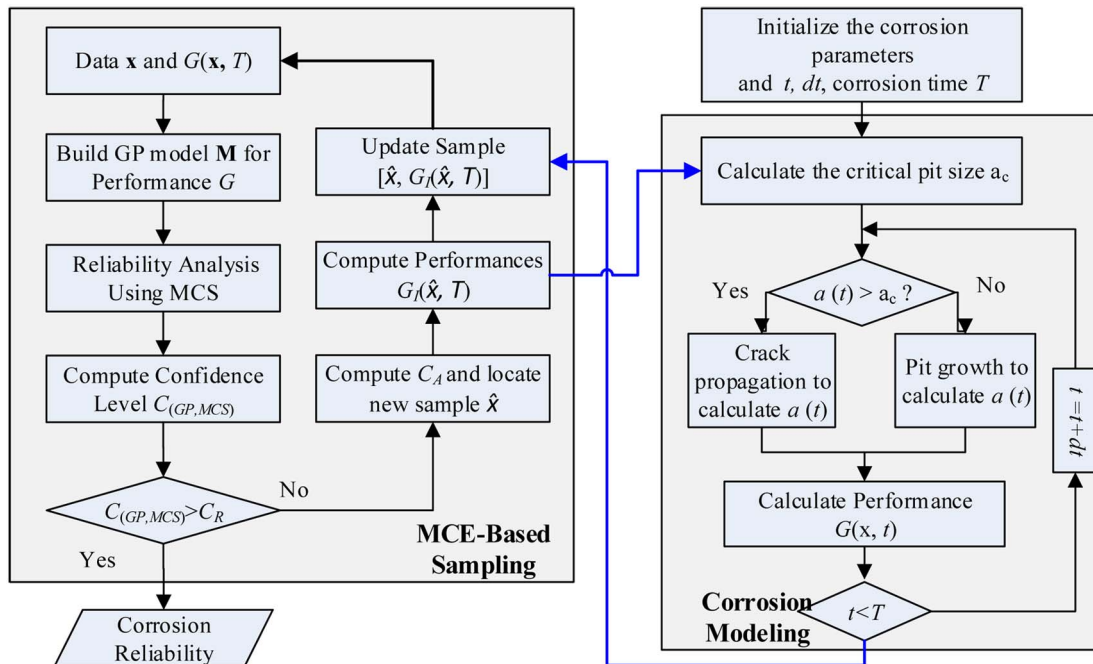 Data x and G(x, T)
Build GP model M for
Performance G
Reliability Analysis
Using MCS
Compute Confidence
Level C(GP,MCS)
C(GP,MCS)>CR
No
Yes
Corrosion
Reliability
Update Sample
[x̂, GI(x̂, T)]
Compute Performances
GI(x̂, T)
Compute CA and locate
new sample x̂
MCE-Based
Sampling
Initialize the corrosion
parameters
and t, dt, corrosion time T
Calculate the critical pit size ac
a (t) > ac ?
Yes
No
Crack
propagation to
calculate a (t)
Pit growth to
calculate a (t)
t =t+dt
Calculate Performance
G(x, t)
t<T
Corrosion
Modeling